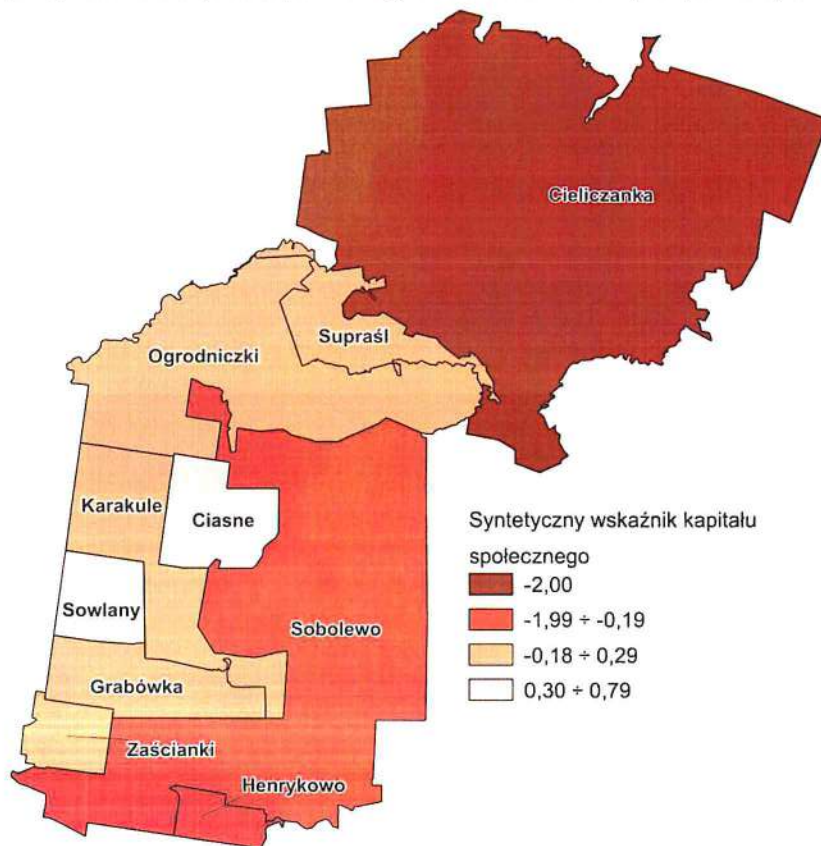 Cieliczanka
Supraśl
Ogrodniczki
Karakule
Ciasne
Sowlany
Sobolewo
Grabówka
Zaścianki
Henrykowo
Syntetyczny wskaźnik kapitału
społecznego
-2,00
-1,99 ÷ -0,19
-0,18 ÷ 0,29
0,30 ÷ 0,79